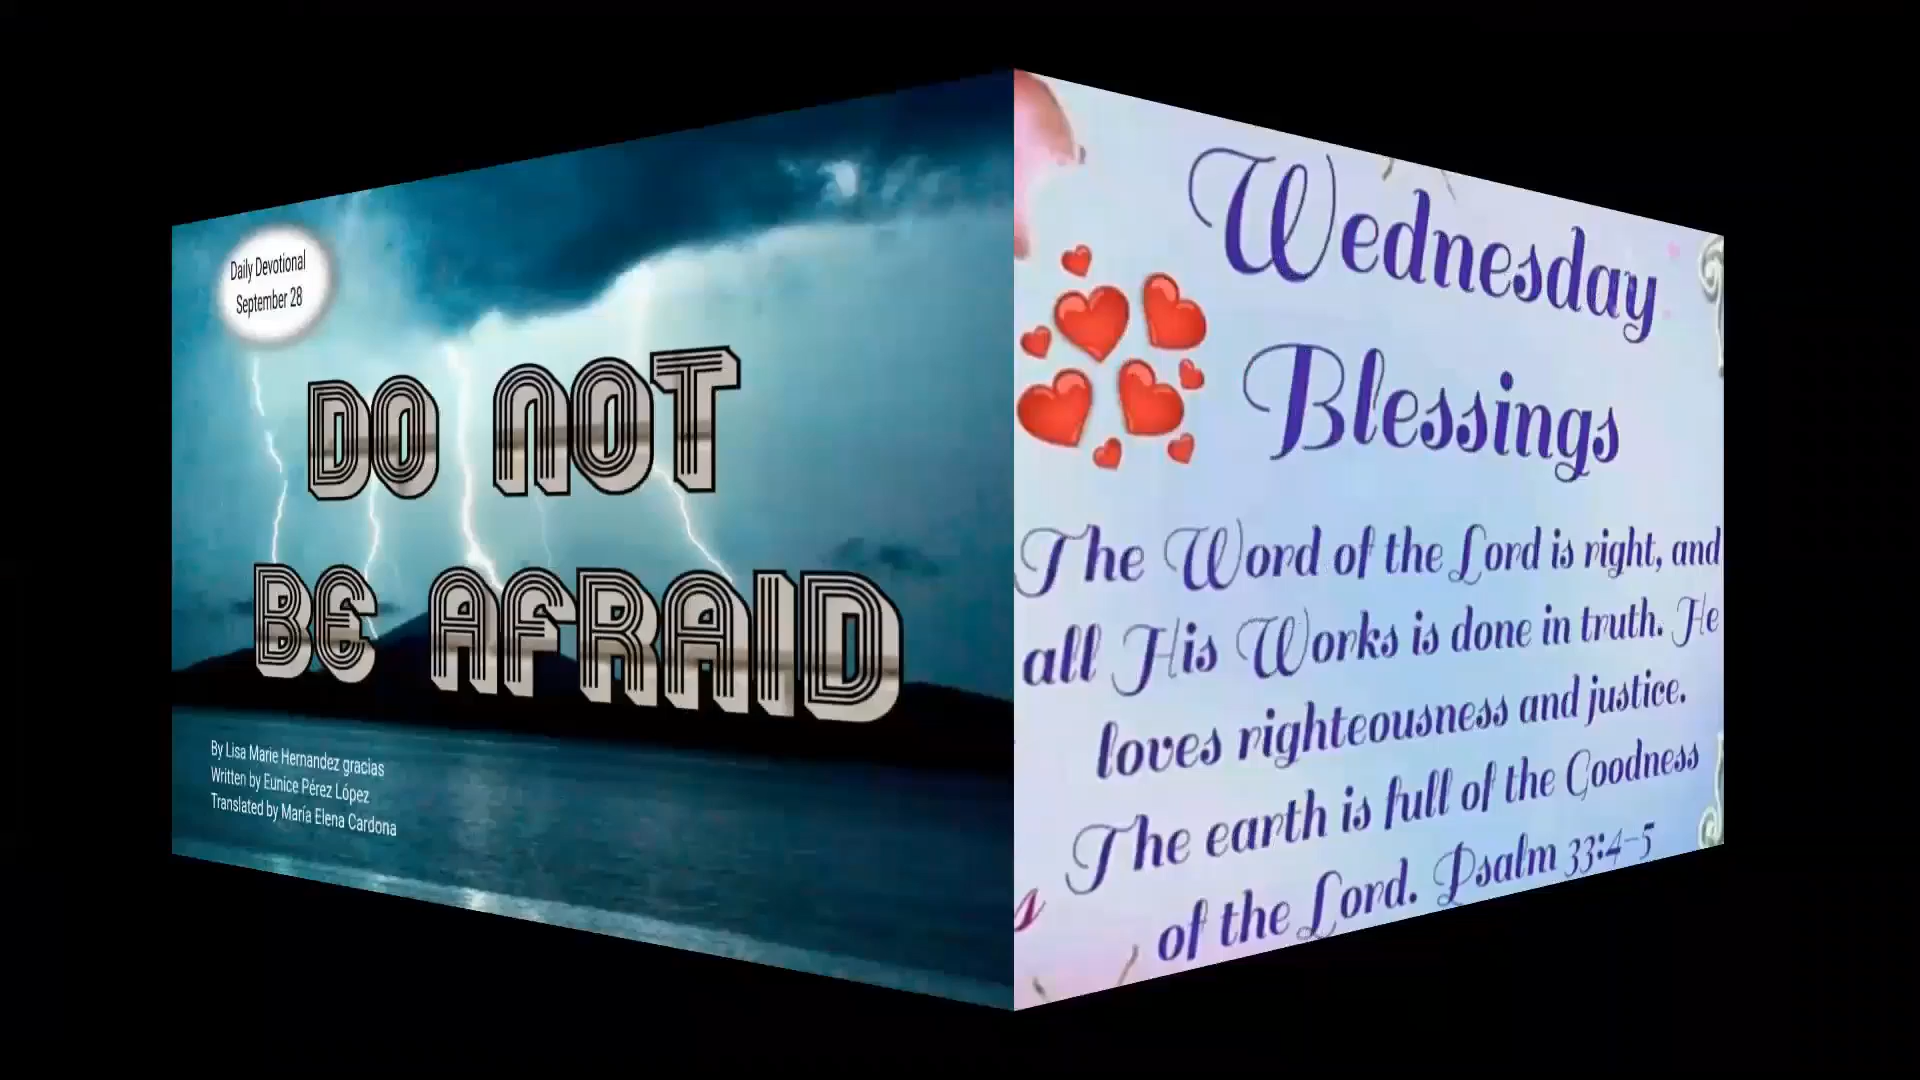 Daily Devotional
September 28
DO NOT
BE AFRAID
By Lisa Marie Hernandez gracias
Written by Eunice Pérez López
Translated by María Elena Cardona
Wednesday
Blessings
The Word of the Lord is right, and
all His Works is done in truth. He
loves righteousness and justice.
The earth is full of the Goodness
of the Lord. Psalm 33:4-5